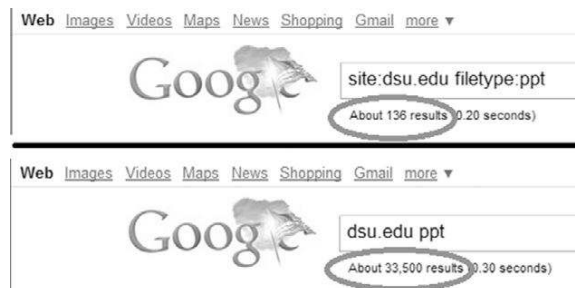 Web Images Videos Maps News Shopping Gmail more ▼
Google
site:dsu.edu filetype:ppt
About 136 results (0.20 seconds)
Web Images Videos Maps News Shopping Gmail more ▼
Google
dsu.edu ppt
About 33,500 results (0.30 seconds)